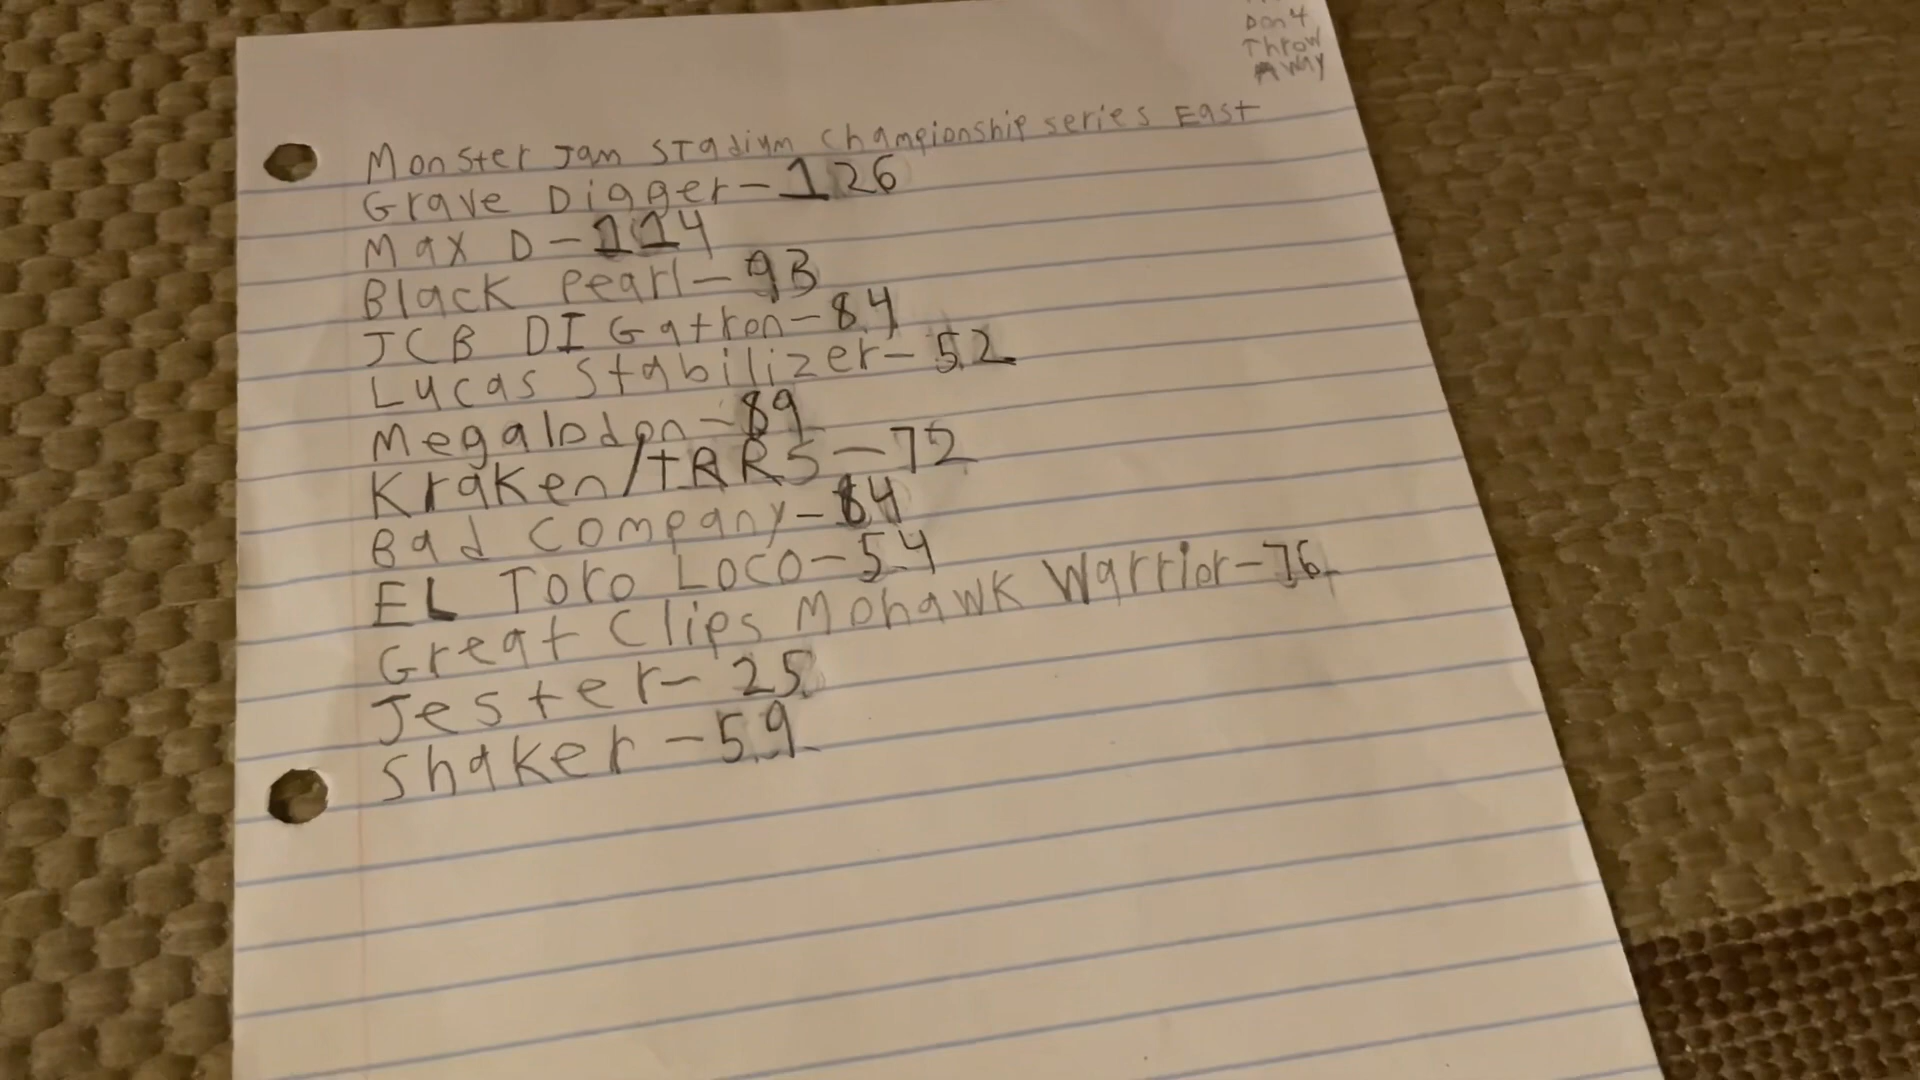 Don4
Throw
Away
Monster Jam Stadium Championship series East
Grave Digger-126
Max D-114
Black Pearl-93
JCB DIGatron-84
Lucas Stabilizer-52
Megalodon-89
Kraken/TRR5-72
Bad Company-64
EL Toro Loco-54
Great Clips Mohawk Warrior-76
Jester-25
Shaker-59